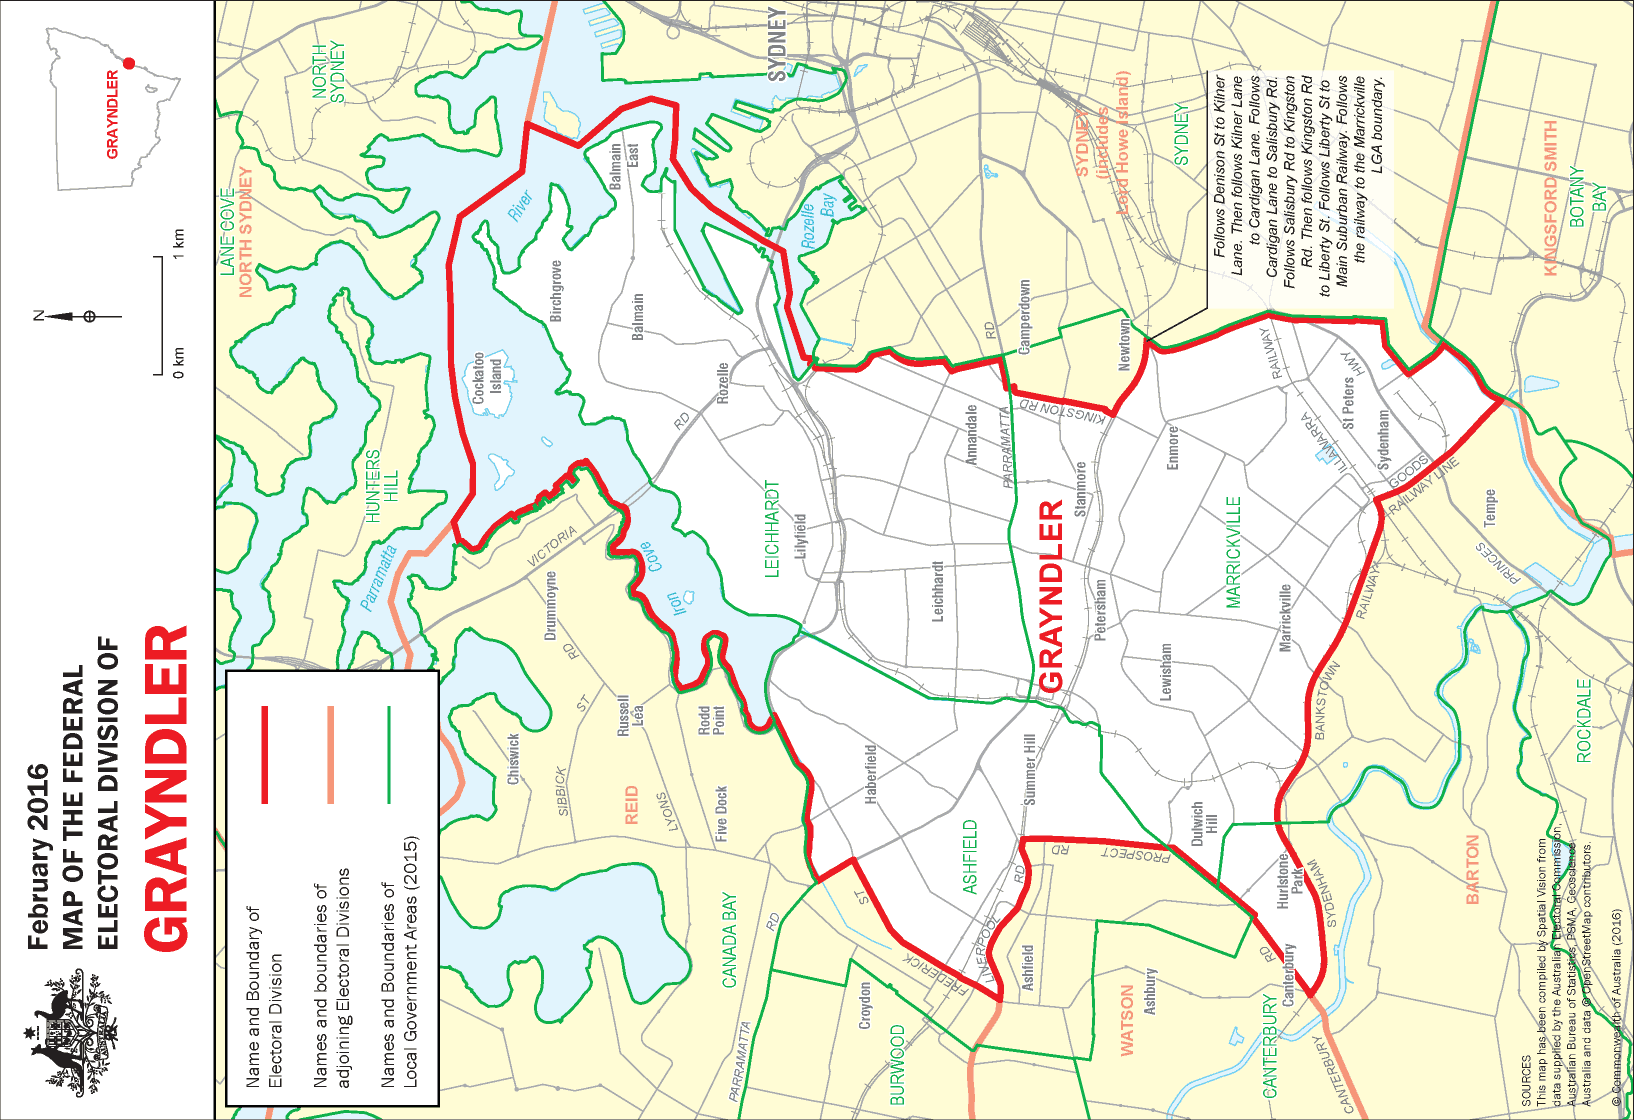 February 2016
MAP OF THE FEDERAL
ELECTORAL DIVISION OF
GRAYNDLER
GRAYNDLER
N
0 km
1 km
Name and Boundary of
Electoral Division
Names and boundaries of
adjoining Electoral Divisions
Names and Boundaries of
Local Government Areas (2015)
LANE COVE
NORTH SYDNEY
NORTH
SYDNEY
HUNTERS
HILL
Parramatta
River
Cockatoo
Island
Birchgrove
Balmain
East
Balmain
SYDNEY
Rozelle
Bay
Rozelle
RD
VICTORIA
Drummoyne
RD
Iron
Cove
Chiswick
ST
SIBBICK
Russell
Lea
REID
LYONS
Rodd
Point
Five Dock
CANADA BAY
RD
PARRAMATTA
LEICHHARDT
Lilyfield
Leichhardt
Annandale
RD
PARRAMATTA
Camperdown
KINGSTON RD
Newtown
Stanmore
Enmore
GRAYNDLER
Petersham
Lewisham
MARRICKVILLE
Marrickville
Haberfield
Summer Hill
ASHFIELD
ST
FREDERICK
LIVERPOOL
RD
Ashfield
Croydon
BURWOOD
WATSON
Ashbury
PROSPECT
RD
Dulwich
Hill
Hurlstone
Park
SYDENHAM
BANKSTOWN
RAILWAY
Canterbury
RD
CANTERBURY
CANTERBURY
RAILWAY
ILLAWARRA
HWY
PRINCES
St Peters
Sydenham
GOODS
RAILWAY LINE
Tempe
ROCKDALE
BARTON
SYDNEY
(includes
Lord Howe Island)
SYDNEY
KINGSFORD SMITH
BOTANY
BAY
Follows Denison St to Kilner
Lane. Then follows Kilner Lane
to Cardigan Lane. Follows
Cardigan Lane to Salisbury Rd.
Follows Salisbury Rd to Kingston
Rd. Then follows Kingston Rd
to Liberty St. Follows Liberty St to
Main Suburban Railway. Follows
the railway to the Marrickville
LGA boundary.
SOURCES
This map has been compiled by Spatial Vision from
data supplied by the Australian Electoral Commission,
Australian Bureau of Statistics, PSMA, Geoscience
Australia and data © OpenStreetMap contributors.
© Commonwealth of Australia (2016)